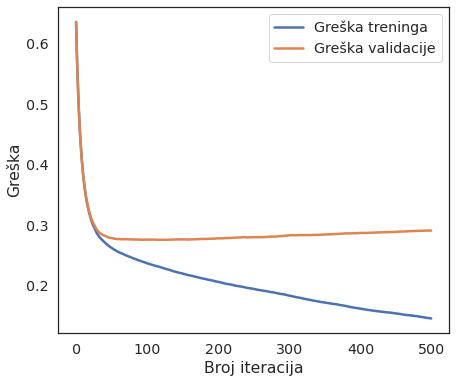 Greška treninga
Greška validacije
Greška
0.6
0.5
0.4
0.3
0.2
0 100 200 300 400 500
Broj iteracija